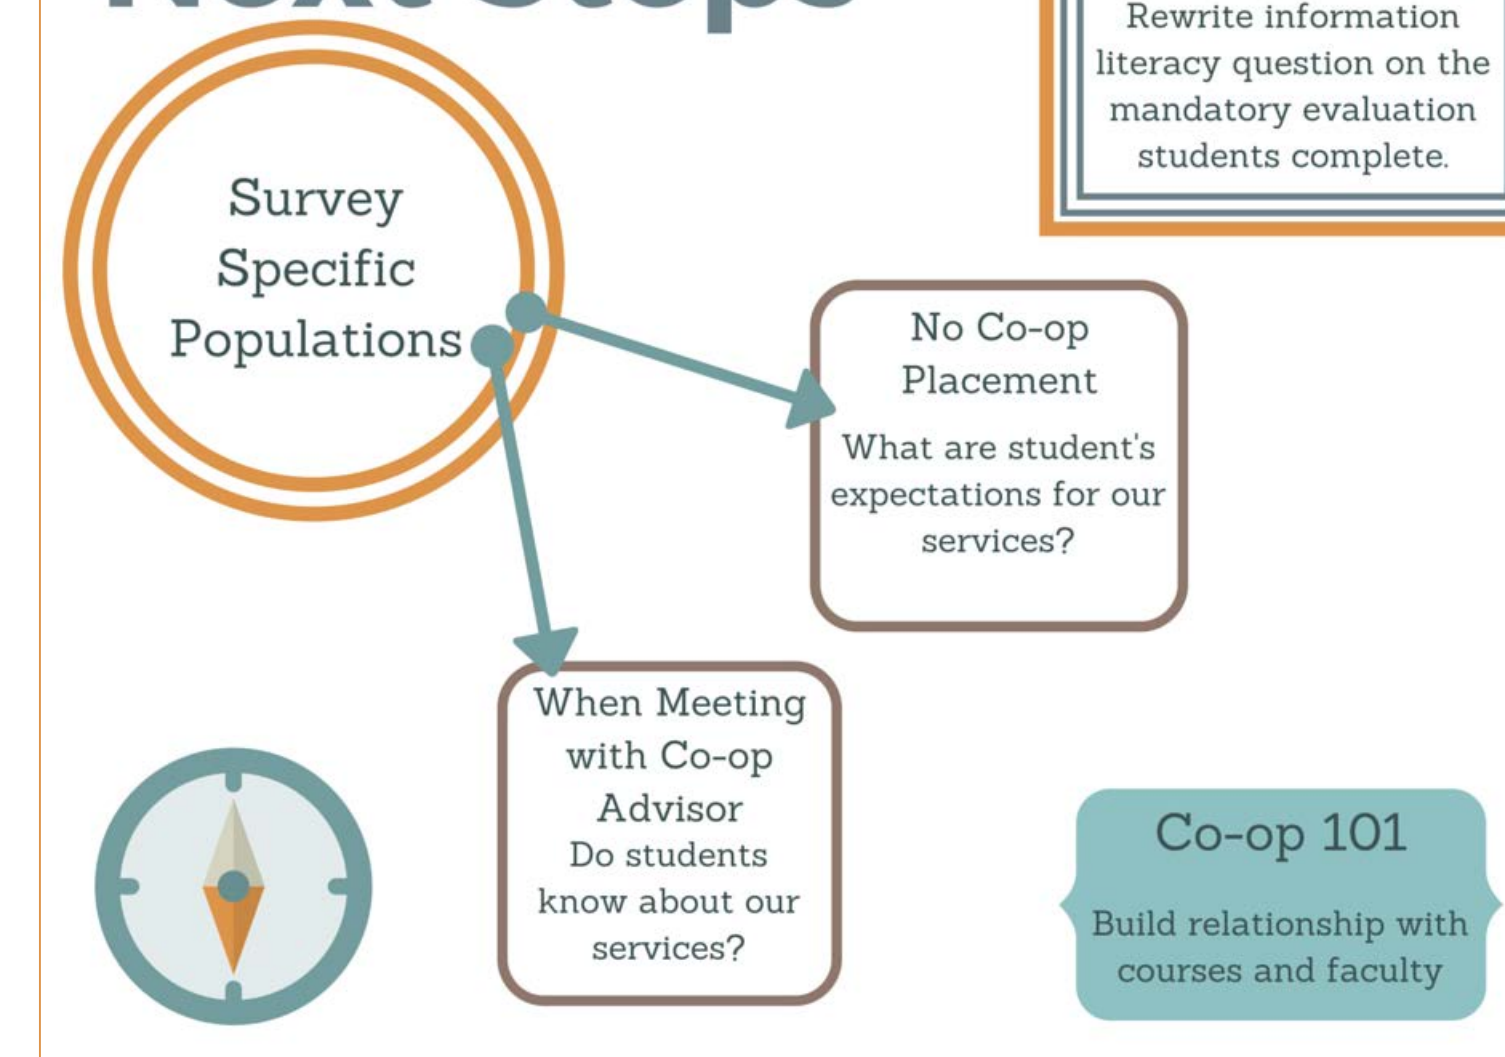 Next Steps
Rewrite information
literacy question on the
mandatory evaluation
students complete.
Survey
Specific
Populations
No Co-op
Placement
What are student's
expectations for our
services?
When Meeting
with Co-op
Advisor
Do students
know about our
services?
Co-op 101
Build relationship with
courses and faculty